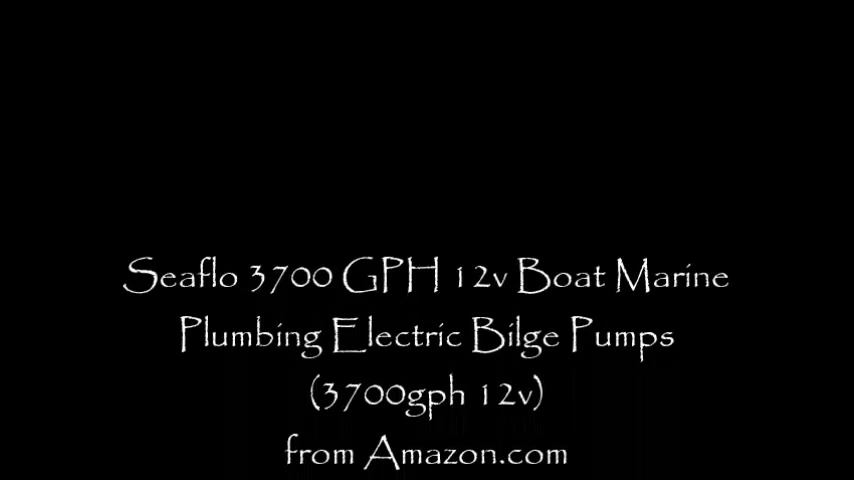 Seaflo 3700 GPH 12v Boat Marine
Plumbing Electric Bilge Pumps
(3700gph 12v)
from Amazon.com